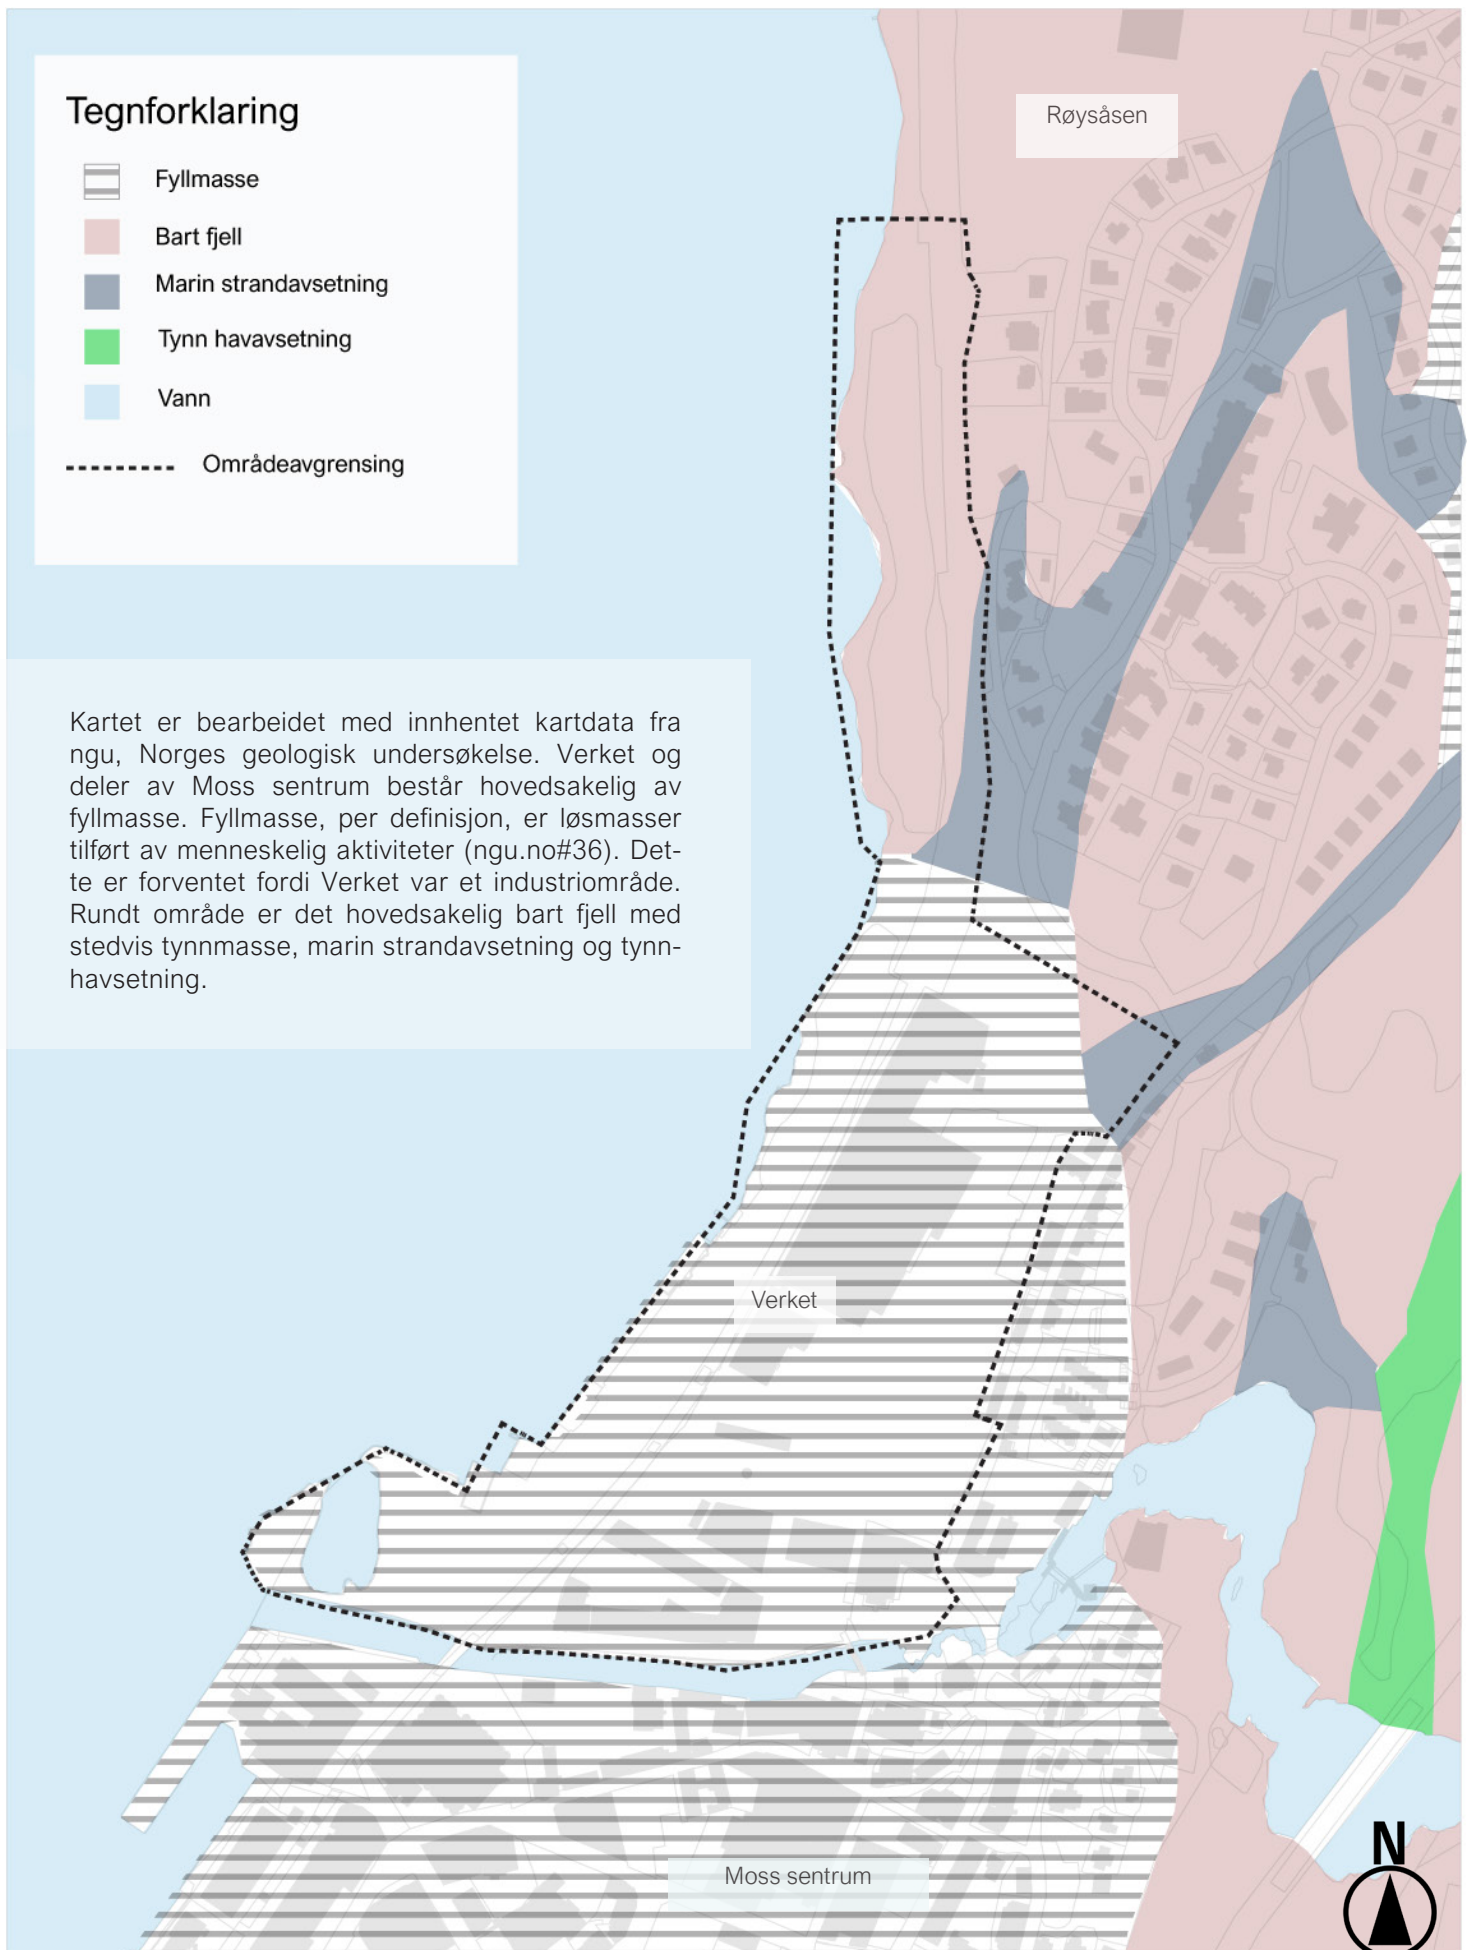 Tegnforklaring
Fyllmasse
Bart fjell
Marin strandavsetning
Tynn havavsetning
Vann
Områdeavgrensing
Røysåsen
Kartet er bearbeidet med innhentet kartdata fra
ngu, Norges geologisk undersøkelse. Verket og
deler av Moss sentrum består hovedsakelig av
fyllmasse. Fyllmasse, per definisjon, er løsmasser
tilført av menneskelig aktiviteter (ngu.no#36). Det-
te er forventet fordi Verket var et industriområde.
Rundt område er det hovedsakelig bart fjell med
stedvis tynnmasse, marin strandavsetning og tynn-
havsetning.
Verket
Moss sentrum
N